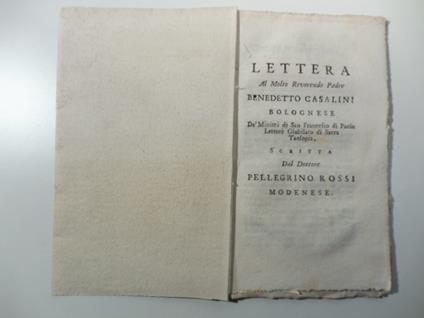 LETTERA
Al Molto Reverendo Padre
BENEDETTO CASALINI
BOLOGNESE
De' Minimi di San Francesco di Paola
Lettore Giubilato di Sacra
Teologia,
SCRITTA
Dal Dottore
PELLEGRINO ROSSI
MODENESE.